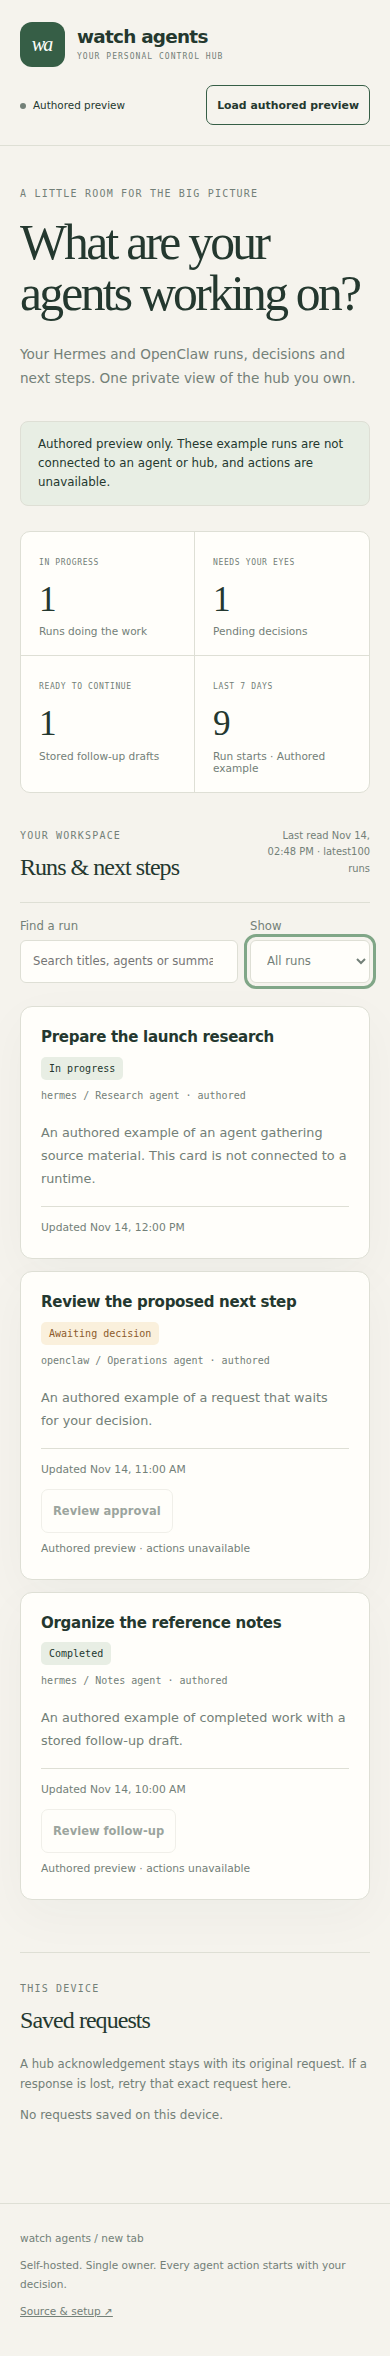 wa
watch agents
YOUR PERSONAL CONTROL HUB
Authored preview
Load authored preview
A LITTLE ROOM FOR THE BIG PICTURE
What are your
agents working on?
Your Hermes and OpenClaw runs, decisions and
next steps. One private view of the hub you own.
Authored preview only. These example runs are not
connected to an agent or hub, and actions are
unavailable.
IN PROGRESS
1
Runs doing the work
NEEDS YOUR EYES
1
Pending decisions
READY TO CONTINUE
1
Stored follow-up drafts
LAST 7 DAYS
9
Run starts · Authored
example
YOUR WORKSPACE
Runs & next steps
Last read Nov 14,
02:48 PM · latest100
runs
Find a run
Search titles, agents or summa
Show
All runs
Prepare the launch research
In progress
hermes / Research agent · authored
An authored example of an agent gathering
source material. This card is not connected to a
runtime.
Updated Nov 14, 12:00 PM
Review the proposed next step
Awaiting decision
openclaw / Operations agent · authored
An authored example of a request that waits
for your decision.
Updated Nov 14, 11:00 AM
Review approval
Authored preview · actions unavailable
Organize the reference notes
Completed
hermes / Notes agent · authored
An authored example of completed work with a
stored follow-up draft.
Updated Nov 14, 10:00 AM
Review follow-up
Authored preview · actions unavailable
THIS DEVICE
Saved requests
A hub acknowledgement stays with its original request. If a
response is lost, retry that exact request here.
No requests saved on this device.
watch agents / new tab
Self-hosted. Single owner. Every agent action starts with your
decision.
Source & setup ↗